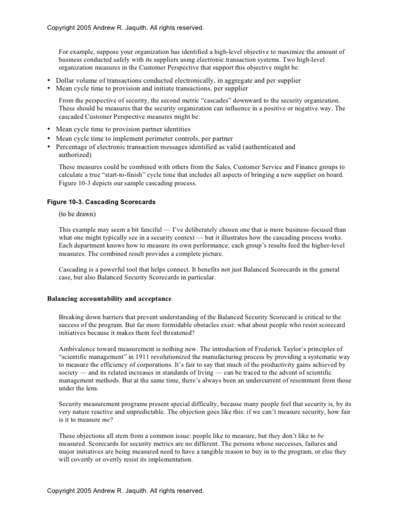 Copyright 2005 Andrew R. Jaquith. All rights reserved.
For example, suppose your organization has identified a high-level objective to maximize the amount of
business conducted safely with its suppliers using electronic transaction systems. Two high-level
organization measures in the Customer Perspective that support this objective might be:
• Dollar volume of transactions conducted electronically, in aggregate and per supplier
• Mean cycle time to provision and initiate transactions, per supplier
From the perspective of security, the second metric “cascades” downward to the security organization.
These should be measures that the security organization can influence in a positive or negative way. The
cascaded Customer Perspective measures might be:
• Mean cycle time to provision partner identities
• Mean cycle time to implement perimeter controls, per partner
• Percentage of electronic transaction messages identified as valid (authenticated and
authorized)
These measures could be combined with others from the Sales, Customer Service and Finance groups to
calculate a true “start-to-finish” cycle time that includes all aspects of bringing a new supplier on board.
Figure 10-3 depicts our sample cascading process.
Figure 10-3. Cascading Scorecards
(to be drawn)
This example may seem a bit fanciful — I’ve deliberately chosen one that is more business-focused than
what one might typically see in a security context — but it illustrates how the cascading process works.
Each department knows how to measure its own performance; each group’s results feed the higher-level
measures. The combined result provides a complete picture.
Cascading is a powerful tool that helps connect. It benefits not just Balanced Scorecards in the general
case, but also Balanced Security Scorecards in particular.
Balancing accountability and acceptance
Breaking down barriers that prevent understanding of the Balanced Security Scorecard is critical to the
success of the program. But far more formidable obstacles exist: what about people who resist scorecard
initiatives because it makes them feel threatened?
Ambivalence toward measurement is nothing new. The introduction of Frederick Taylor’s principles of
“scientific management” in 1911 revolutionized the manufacturing process by providing a systematic way
to measure the efficiency of corporations. It’s fair to say that much of the productivity gains achieved by
society — and its related increases in standards of living — can be traced to the advent of scientific
management methods. But at the same time, there’s always been an undercurrent of resentment from those
under the lens.
Security measurement programs present special difficulty, because many people feel that security is, by its
very nature reactive and unpredictable. The objection goes like this: if we can’t measure security, how fair
is it to measure me?
These objections all stem from a common issue: people like to measure, but they don’t like to be
measured. Scorecards for security metrics are no different. The persons whose successes, failures and
major initiatives are being measured need to have a tangible reason to buy in to the program, or else they
will covertly or overtly resist its implementation.
Copyright 2005 Andrew R. Jaquith. All rights reserved.